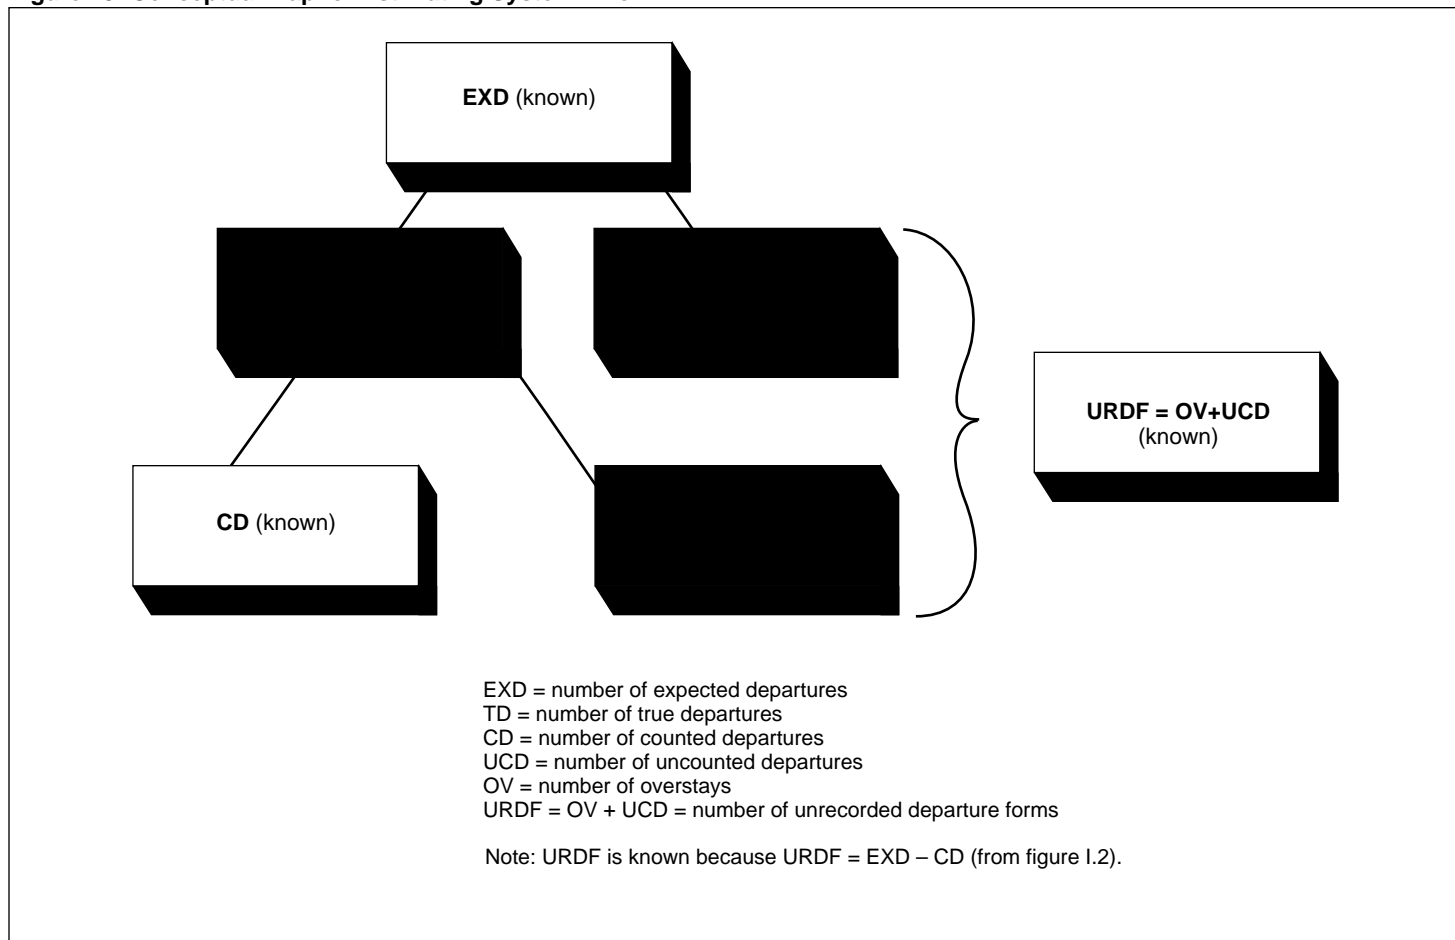 EXD (known)
URDF = OV+UCD
(known)
CD (known)
EXD = number of expected departures
TD = number of true departures
CD = number of counted departures
UCD = number of uncounted departures
OV = number of overstays
URDF = OV + UCD = number of unrecorded departure forms
Note: URDF is known because URDF = EXD – CD (from figure I.2).